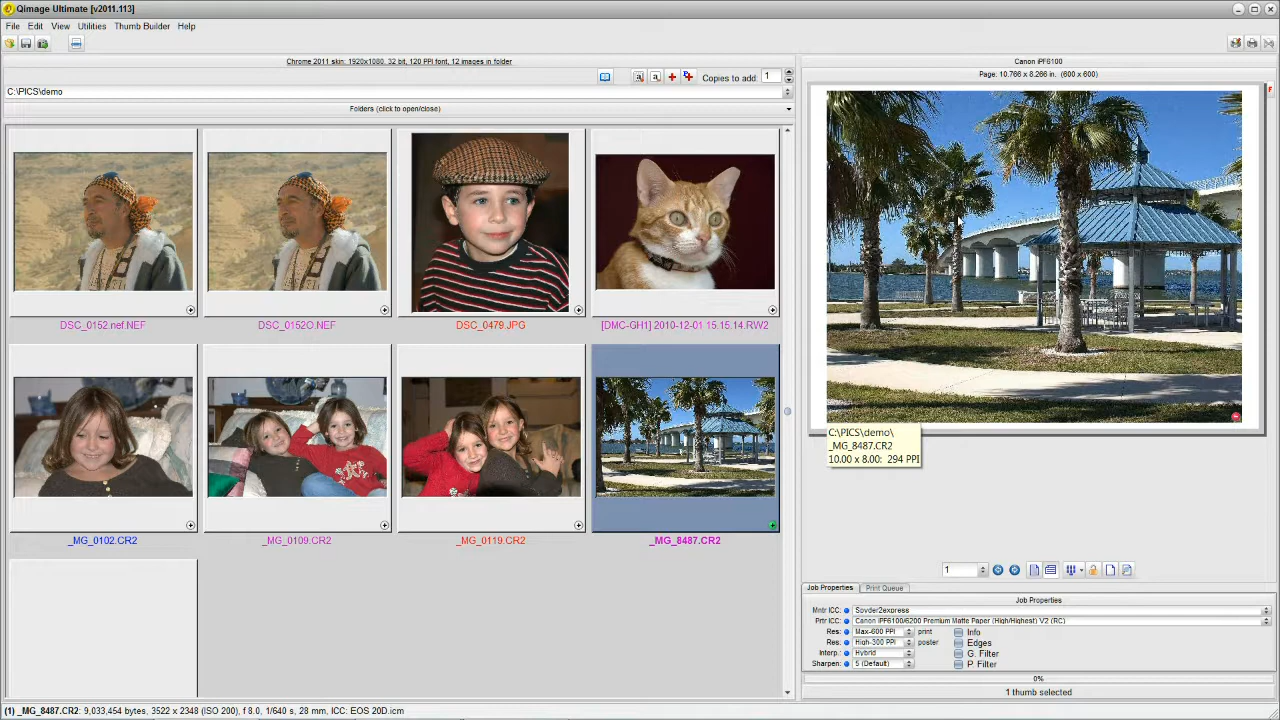 Qimage Ultimate [v2011.113]
File Edit View Utilities Thumb Builder Help
Chrome 2011 skin: 1920x1080, 32 bit, 120 PPI font, 12 images in folder
Copies to add: 1
C:\PICS\demo
Folders (click to open/close)
DSC_0152.nef.NEF
DSC_0152O.NEF
DSC_0479.JPG
[DMC-GH1] 2010-12-01 15.15.14.RW2
_MG_0102.CR2
_MG_0109.CR2
_MG_0119.CR2
_MG_8487.CR2
Canon iPF6100
Page: 10.766 x 8.266 in. (600 x 600)
F
C:\PICS\demo\
_MG_8487.CR2
10.00 x 8.00: 294 PPI
1
Job Properties Print Queue
Job Properties
Mntr ICC: Spyder2express
Prtr ICC: Canon iPF6100/6200 Premium Matte Paper (High/Highest) V2 (RC)
Res: Max-600 PPI print Info
Res: High-300 PPI poster Edges
Interp.: Hybrid G. Filter
Sharpen: 5 (Default) P. Filter
0%
1 thumb selected
(1) _MG_8487.CR2: 9,033,454 bytes, 3522 x 2348 (ISO 200), f 8.0, 1/640 s, 28 mm, ICC: EOS 20D.icm